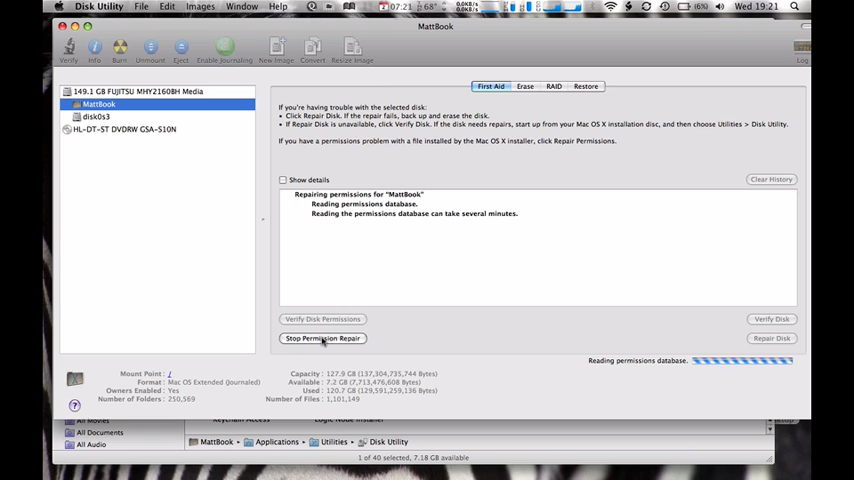 Disk Utility File Edit Images Window Help 07:21 68° 0.0KB/s 0.0KB/s (6%) Wed 19:21
MattBook
Verify Info Burn Unmount Eject Enable Journaling New Image Convert Resize Image Log
149.1 GB FUJITSU MHY2160BH Media
MattBook
disk0s3
HL-DT-ST DVDRW GSA-S10N
First Aid Erase RAID Restore
If you're having trouble with the selected disk:
• Click Repair Disk. If the repair fails, back up and erase the disk.
• If Repair Disk is unavailable, click Verify Disk. If the disk needs repairs, start up from your Mac OS X installation disc, and then choose Utilities > Disk Utility.
If you have a permissions problem with a file installed by the Mac OS X installer, click Repair Permissions.
Show details
Clear History
Repairing permissions for "MattBook"
Reading permissions database.
Reading the permissions database can take several minutes.
Verify Disk Permissions
Verify Disk
Stop Permission Repair
Repair Disk
Reading permissions database.
Mount Point: /
Format: Mac OS Extended (Journaled)
Owners Enabled: Yes
Number of Folders: 250,569
Capacity: 127.9 GB (137,304,735,744 Bytes)
Available: 7.2 GB (7,713,476,608 Bytes)
Used: 120.7 GB (129,591,259,136 Bytes)
Number of Files: 1,101,149
All Movies
Keychain Access
Logic Node Installer
All Documents
All Audio
MattBook Applications Utilities Disk Utility
1 of 40 selected, 7.18 GB available